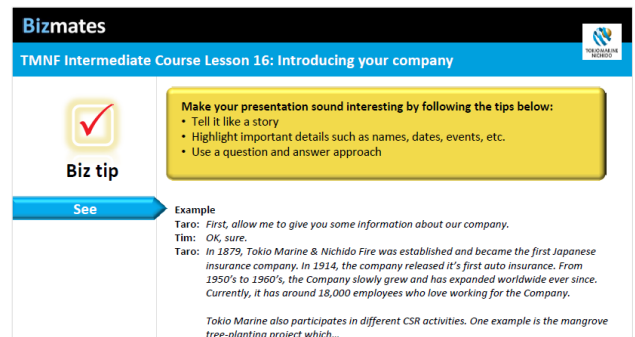 Bizmates
TOKIO MARINE
NICHIDO
TMNF Intermediate Course Lesson 16: Introducing your company
Make your presentation sound interesting by following the tips below:
• Tell it like a story
• Highlight important details such as names, dates, events, etc.
• Use a question and answer approach
Biz tip
See
Example
Taro: First, allow me to give you some information about our company.
Tim: OK, sure.
Taro: In 1879, Tokio Marine & Nichido Fire was established and became the first Japanese
insurance company. In 1914, the company released it's first auto insurance. From
1950's to 1960's, the Company slowly grew and has expanded worldwide ever since.
Currently, it has around 18,000 employees who love working for the Company.
Tokio Marine also participates in different CSR activities. One example is the mangrove
tree-planting project which...